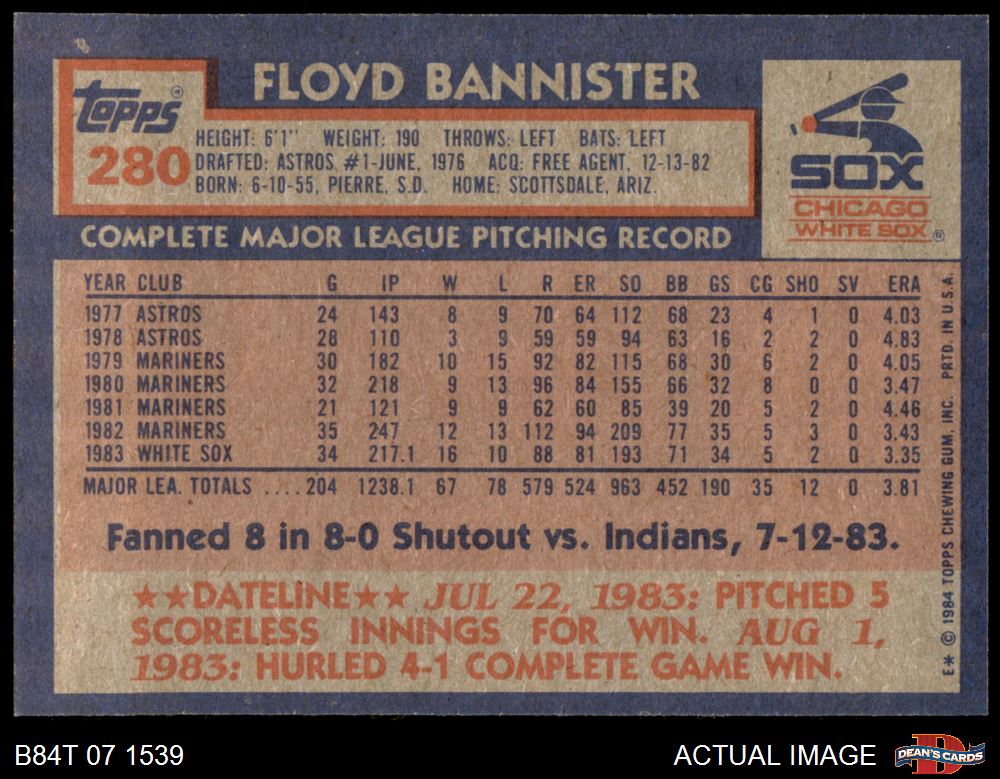 FLOYD BANNISTER
Topps®
280
HEIGHT: 6'1" WEIGHT: 190 THROWS: LEFT BATS: LEFT
DRAFTED: ASTROS #1-JUNE, 1976 ACQ: FREE AGENT, 12-13-82
BORN: 6-10-55, PIERRE, S.D. HOME: SCOTTSDALE, ARIZ.
SOX
CHICAGO
WHITE SOX®
COMPLETE MAJOR LEAGUE PITCHING RECORD
YEAR CLUB G IP W L R ER SO BB GS CG SHO SV ERA
1977 ASTROS 24 143 8 9 70 64 112 68 23 4 1 0 4.03
1978 ASTROS 28 110 3 9 59 59 94 63 16 2 2 0 4.83
1979 MARINERS 30 182 10 15 92 82 115 68 30 6 2 0 4.05
1980 MARINERS 32 218 9 13 96 84 155 66 32 8 0 0 3.47
1981 MARINERS 21 121 9 9 62 60 85 39 20 5 2 0 4.46
1982 MARINERS 35 247 12 13 112 94 209 77 35 5 3 0 3.43
1983 WHITE SOX 34 217.1 16 10 88 81 193 71 34 5 2 0 3.35
MAJOR LEA. TOTALS ....204 1238.1 67 78 579 524 963 452 190 35 12 0 3.81
Fanned 8 in 8-0 Shutout vs. Indians, 7-12-83.
★★DATELINE★★ JUL 22, 1983: PITCHED 5
SCORELESS INNINGS FOR WIN. AUG 1,
1983: HURLED 4-1 COMPLETE GAME WIN.
E* © 1984 TOPPS CHEWING GUM, INC. PRTD. IN U.S.A.
B84T 07 1539
ACTUAL IMAGE
DEAN'S CARDS